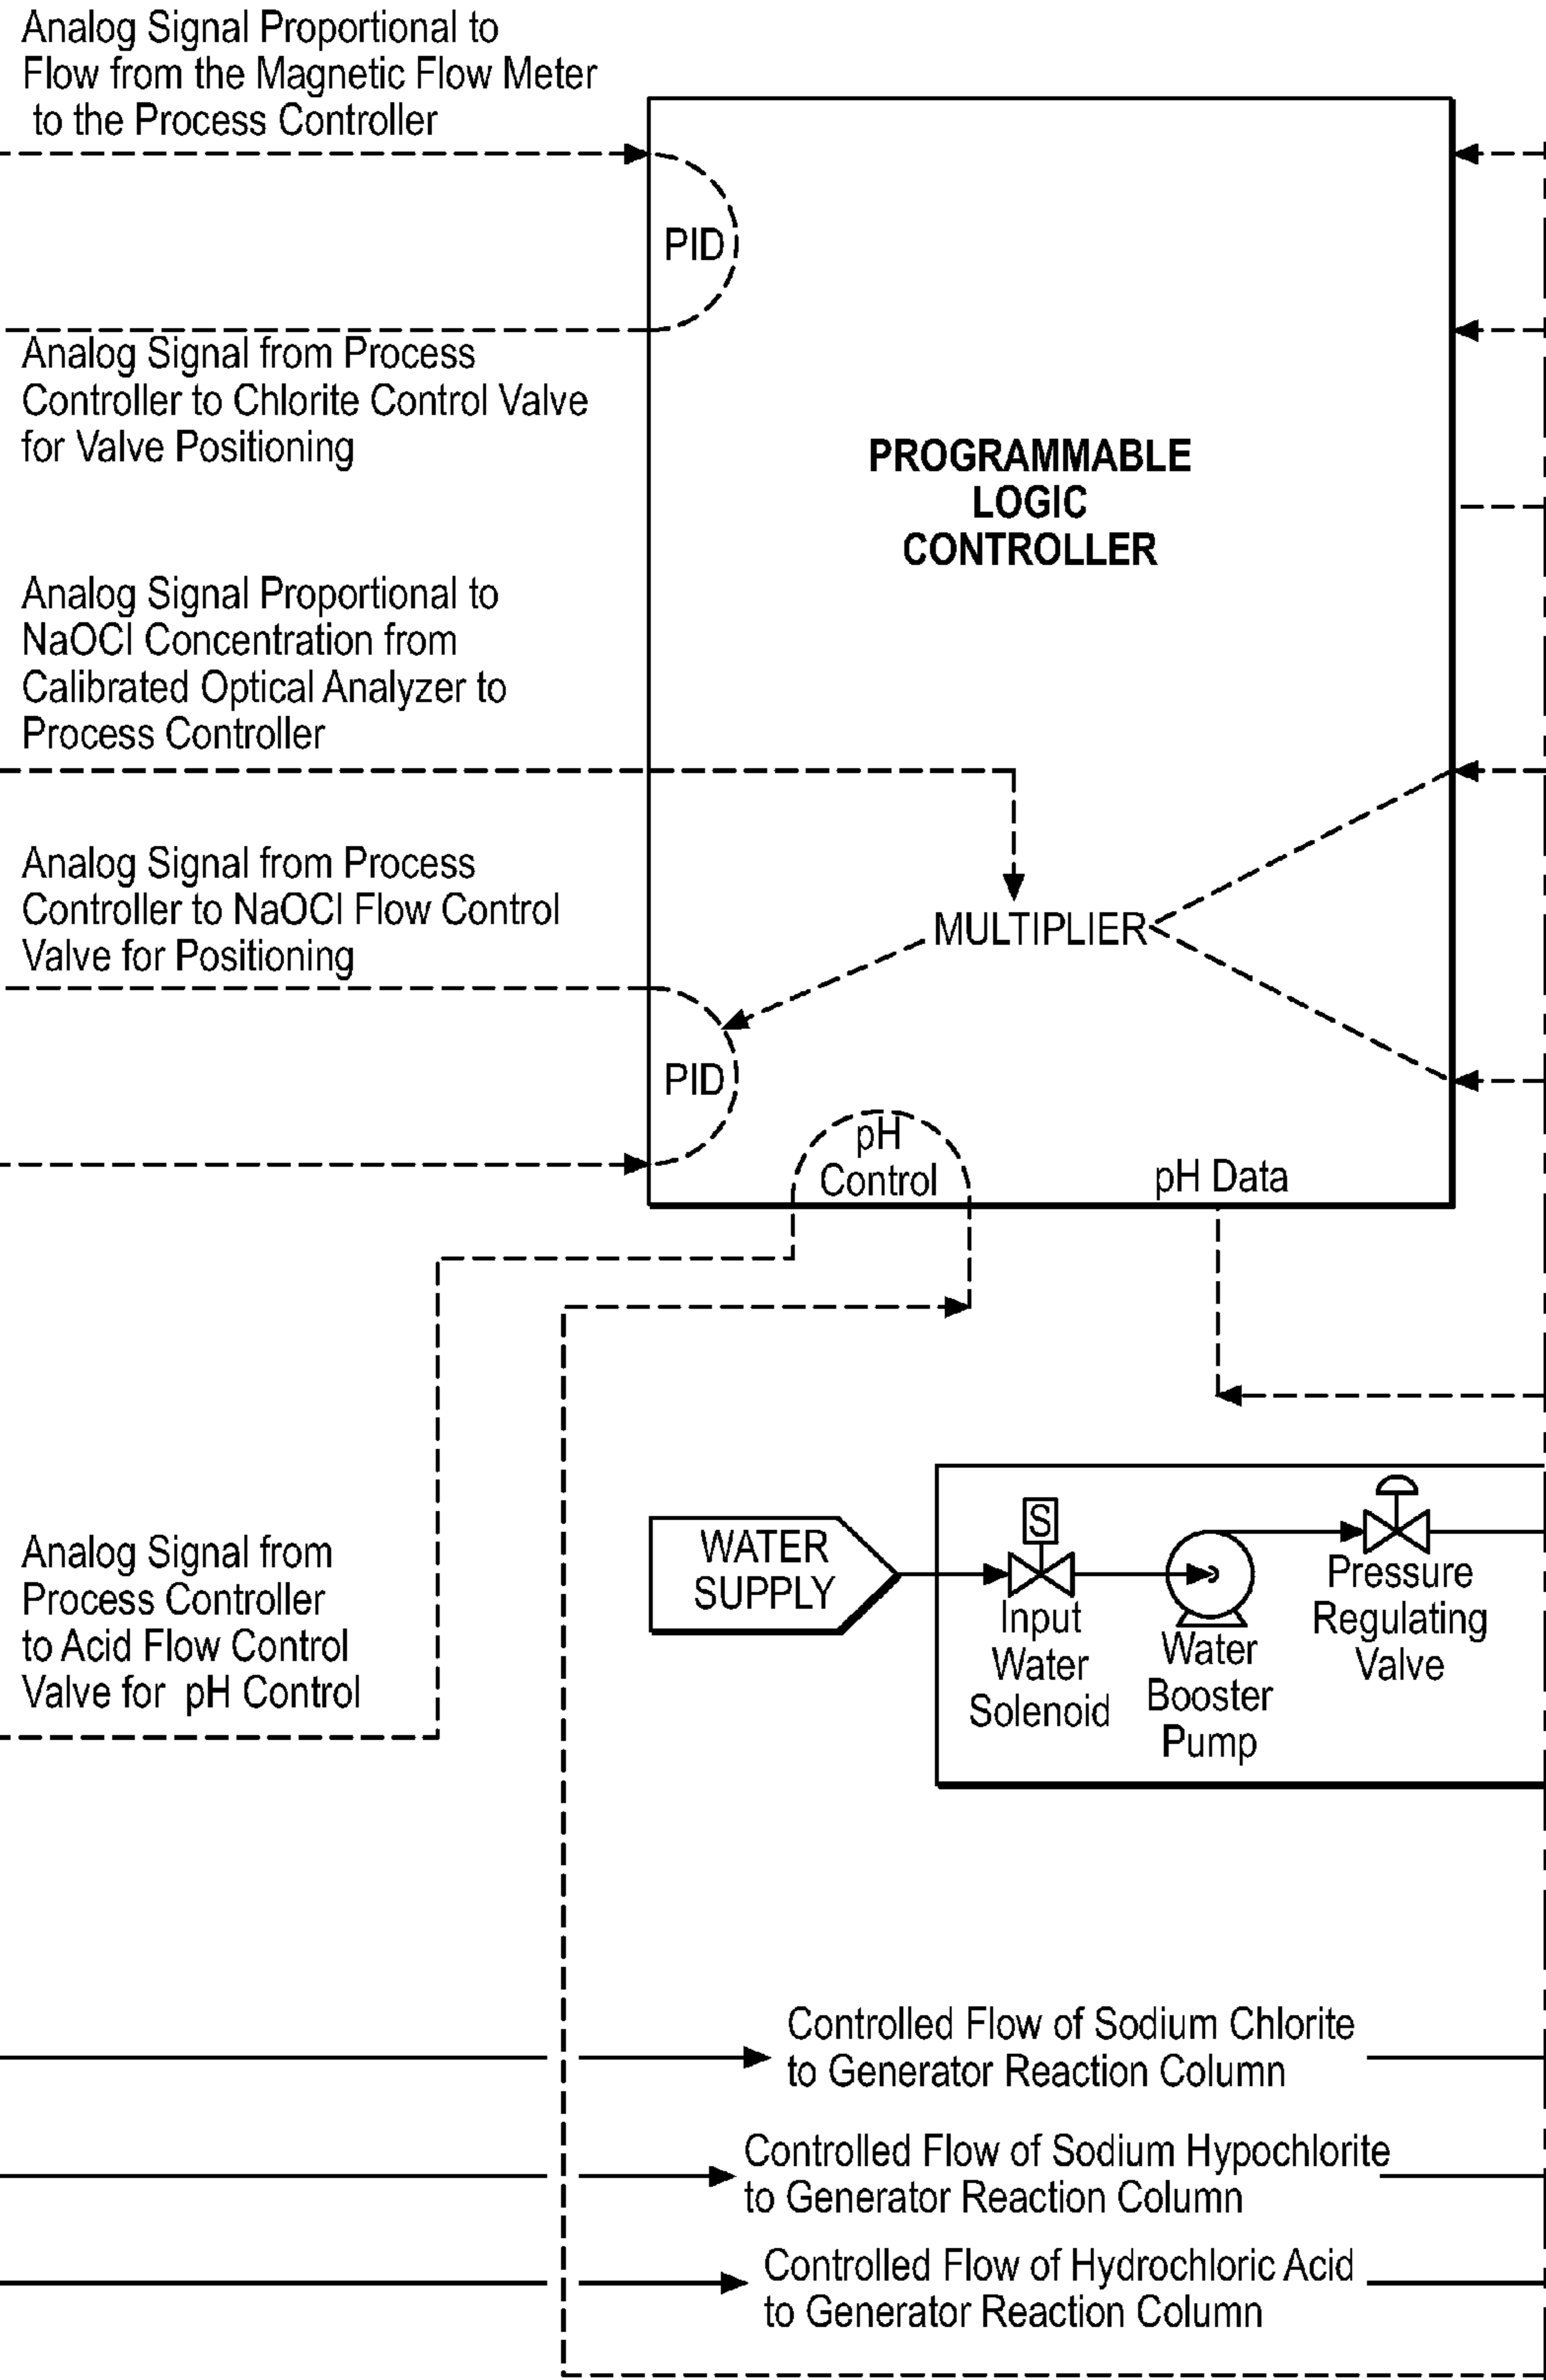 Analog Signal Proportional to
Flow from the Magnetic Flow Meter
to the Process Controller
PID
Analog Signal from Process
Controller to Chlorite Control Valve
for Valve Positioning
PROGRAMMABLE
LOGIC
CONTROLLER
Analog Signal Proportional to
NaOCl Concentration from
Calibrated Optical Analyzer to
Process Controller
Analog Signal from Process
Controller to NaOCl Flow Control
Valve for Positioning
MULTIPLIER
PID
pH
Control
pH Data
WATER
SUPPLY
S
Input
Water
Solenoid
Water
Booster
Pump
Pressure
Regulating
Valve
Analog Signal from
Process Controller
to Acid Flow Control
Valve for pH Control
Controlled Flow of Sodium Chlorite
to Generator Reaction Column
Controlled Flow of Sodium Hypochlorite
to Generator Reaction Column
Controlled Flow of Hydrochloric Acid
to Generator Reaction Column